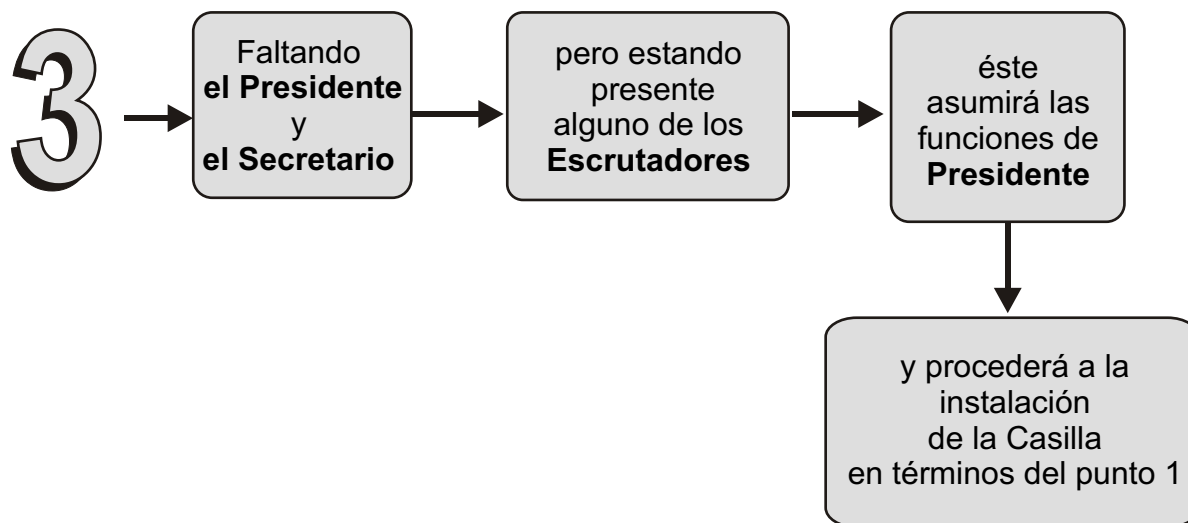 3
Faltando
el Presidente
y
el Secretario
pero estando
presente
alguno de los
Escrutadores
éste
asumirá las
funciones de
Presidente
y procederá a la
instalación
de la Casilla
en términos del punto 1